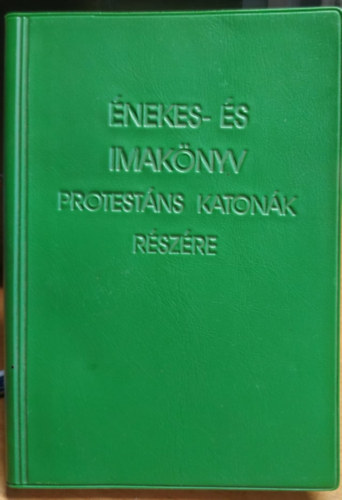 ÉNEKES- ÉS
IMAKÖNYV
PROTESTÁNS KATONÁK
RÉSZÉRE